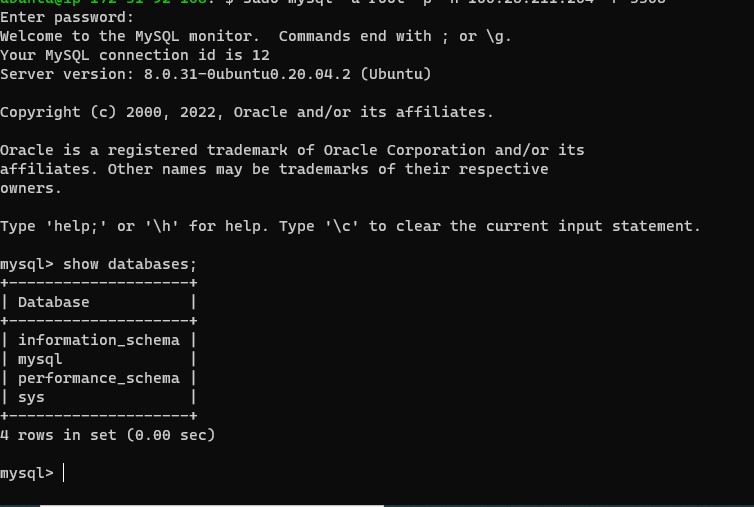 Enter password:
Welcome to the MySQL monitor.  Commands end with ; or \g.
Your MySQL connection id is 12
Server version: 8.0.31-0ubuntu0.20.04.2 (Ubuntu)
Copyright (c) 2000, 2022, Oracle and/or its affiliates.
Oracle is a registered trademark of Oracle Corporation and/or its
affiliates. Other names may be trademarks of their respective
owners.
Type 'help;' or '\h' for help. Type '\c' to clear the current input statement.
mysql> show databases;
+--------------------+
| Database           |
+--------------------+
| information_schema |
| mysql              |
| performance_schema |
| sys                |
+--------------------+
4 rows in set (0.00 sec)
mysql>